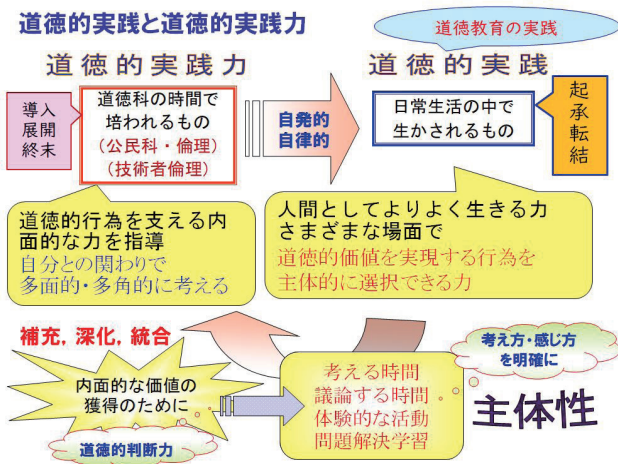 道徳的実践と道徳的実践力
道徳教育の実践
道徳的実践力
道徳的実践
導入
展開
終末
道徳科の時間で
培われるもの
（公民科・倫理）
（技術者倫理）
自発的
自律的
日常生活の中で
生かされるもの
起承転結
道徳的行為を支える内
面的な力を指導
自分との関わりで
多面的・多角的に考える
人間としてよりよく生きる力
さまざまな場面で
道徳的価値を実現する行為を
主体的に選択できる力
補充，深化，統合
内面的な価値の
獲得のために
道徳的判断力
考える時間
議論する時間
体験的な活動
問題解決学習
考え方・感じ方
を明確に
主体性